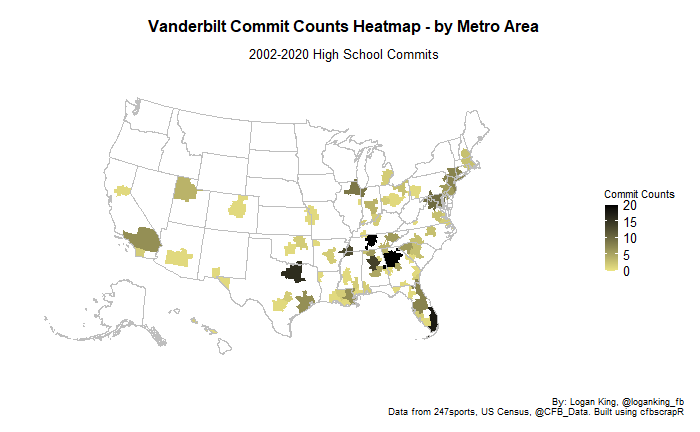 Vanderbilt Commit Counts Heatmap - by Metro Area
2002-2020 High School Commits
Commit Counts
20
15
10
5
0
By: Logan King, @loganking_fb
Data from 247sports, US Census, @CFB_Data. Built using cfbscrapR